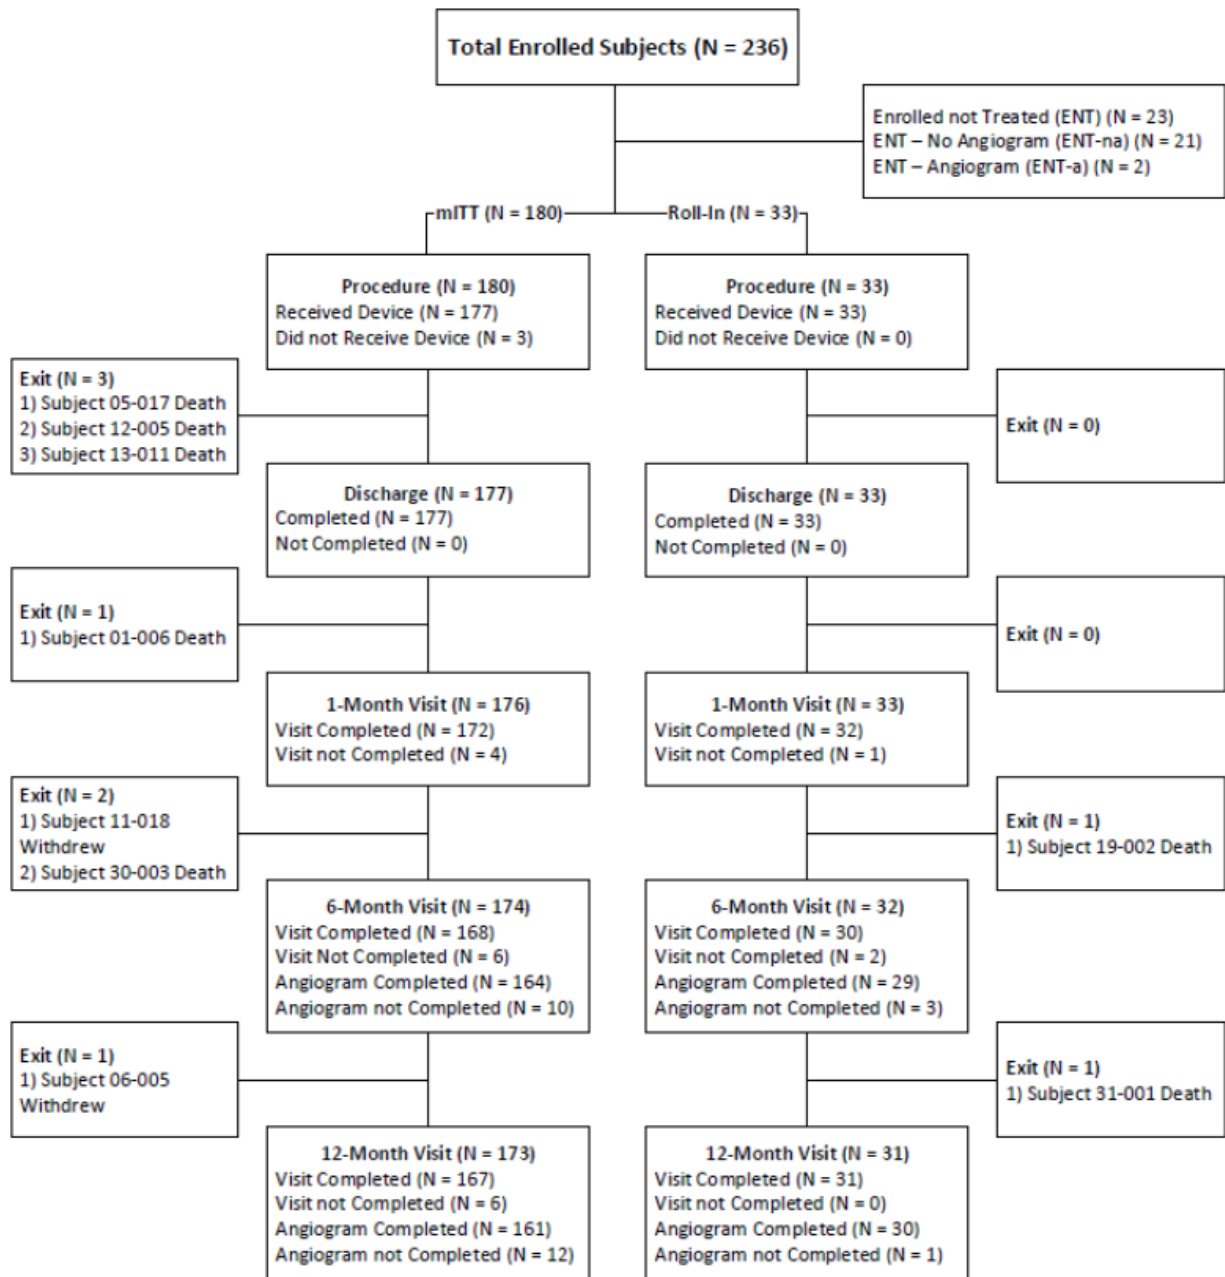 Total Enrolled Subjects (N = 236)
Enrolled not Treated (ENT) (N = 23)
ENT – No Angiogram (ENT-na) (N = 21)
ENT – Angiogram (ENT-a) (N = 2)
mITT (N = 180)
Roll-In (N = 33)
Procedure (N = 180)
Received Device (N = 177)
Did not Receive Device (N = 3)
Procedure (N = 33)
Received Device (N = 33)
Did not Receive Device (N = 0)
Exit (N = 3)
1) Subject 05-017 Death
2) Subject 12-005 Death
3) Subject 13-011 Death
Exit (N = 0)
Discharge (N = 177)
Completed (N = 177)
Not Completed (N = 0)
Discharge (N = 33)
Completed (N = 33)
Not Completed (N = 0)
Exit (N = 1)
1) Subject 01-006 Death
Exit (N = 0)
1-Month Visit (N = 176)
Visit Completed (N = 172)
Visit not Completed (N = 4)
1-Month Visit (N = 33)
Visit Completed (N = 32)
Visit not Completed (N = 1)
Exit (N = 2)
1) Subject 11-018
Withdrew
2) Subject 30-003 Death
Exit (N = 1)
1) Subject 19-002 Death
6-Month Visit (N = 174)
Visit Completed (N = 168)
Visit Not Completed (N = 6)
Angiogram Completed (N = 164)
Angiogram not Completed (N = 10)
6-Month Visit (N = 32)
Visit Completed (N = 30)
Visit not Completed (N = 2)
Angiogram Completed (N = 29)
Angiogram not Completed (N = 3)
Exit (N = 1)
1) Subject 06-005
Withdrew
Exit (N = 1)
1) Subject 31-001 Death
12-Month Visit (N = 173)
Visit Completed (N = 167)
Visit not Completed (N = 6)
Angiogram Completed (N = 161)
Angiogram not Completed (N = 12)
12-Month Visit (N = 31)
Visit Completed (N = 31)
Visit not Completed (N = 0)
Angiogram Completed (N = 30)
Angiogram not Completed (N = 1)